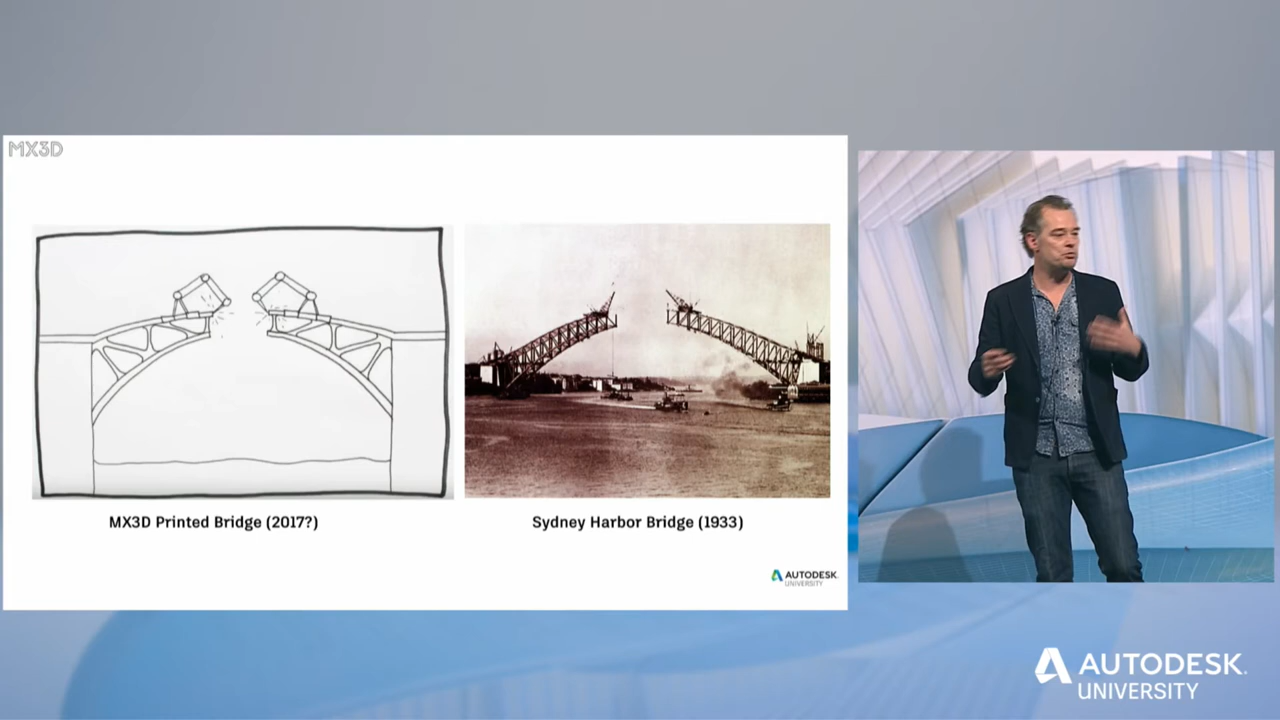 MX3D
MX3D Printed Bridge (2017?)
Sydney Harbor Bridge (1933)
AUTODESK
UNIVERSITY
AUTODESK.
UNIVERSITY